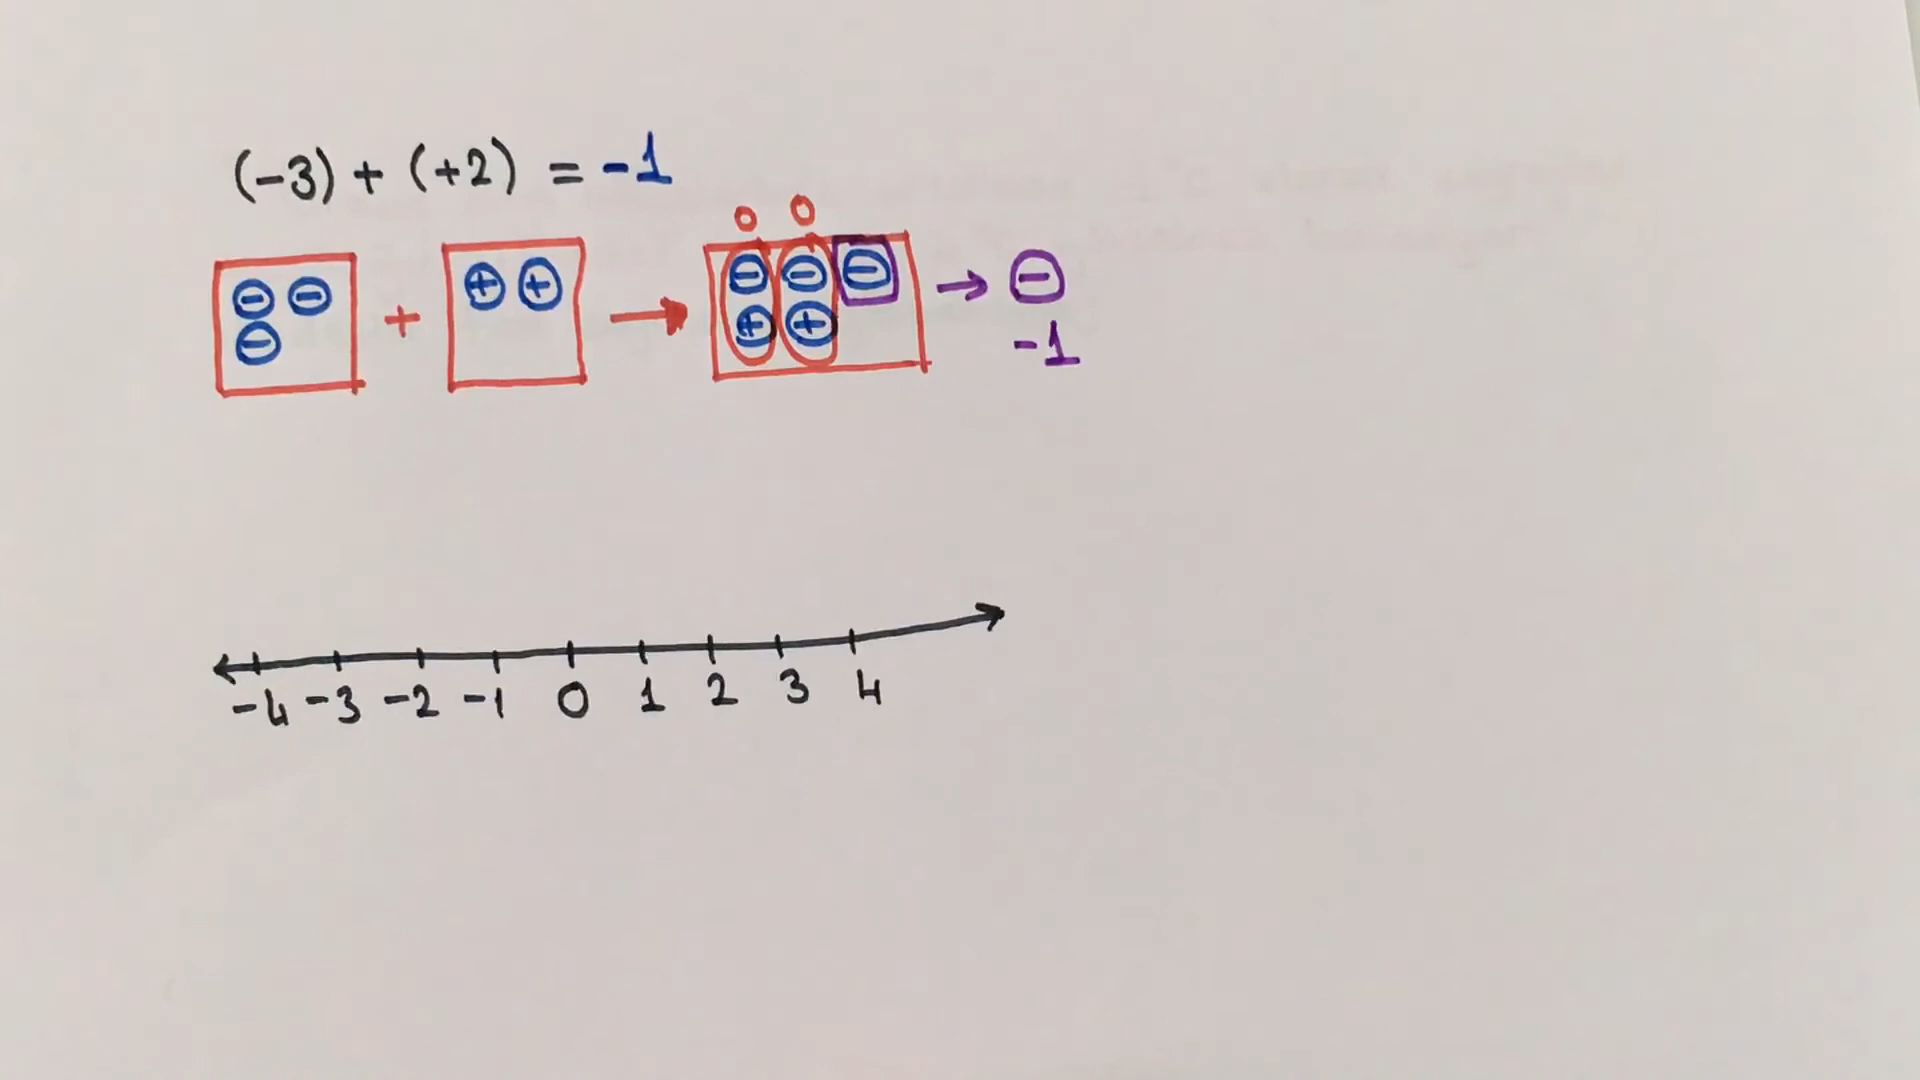 (-3) + (+2) = -1
0 0
⊖ ⊖ + ⊕ ⊕ → ⊖ ⊖ ⊖ → ⊖
⊖ ⊕ ⊕ -1
-4 -3 -2 -1 0 1 2 3 4